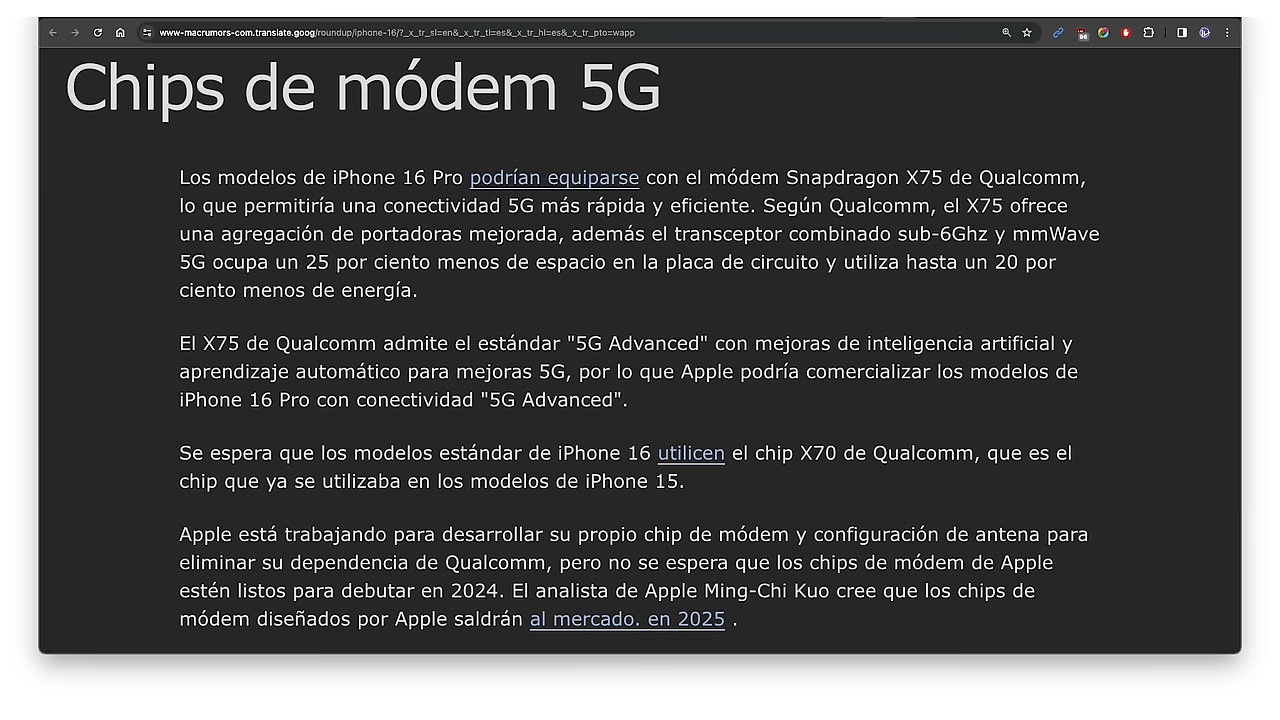 www-macrumors-com.translate.goog/roundup/iphone-16/?_x_tr_sl=en&_x_tr_tl=es&_x_tr_hl=es&_x_tr_pto=wapp
96
Chips de módem 5G
Los modelos de iPhone 16 Pro podrían equiparse con el módem Snapdragon X75 de Qualcomm,
lo que permitiría una conectividad 5G más rápida y eficiente. Según Qualcomm, el X75 ofrece
una agregación de portadoras mejorada, además el transceptor combinado sub-6Ghz y mmWave
5G ocupa un 25 por ciento menos de espacio en la placa de circuito y utiliza hasta un 20 por
ciento menos de energía.
El X75 de Qualcomm admite el estándar "5G Advanced" con mejoras de inteligencia artificial y
aprendizaje automático para mejoras 5G, por lo que Apple podría comercializar los modelos de
iPhone 16 Pro con conectividad "5G Advanced".
Se espera que los modelos estándar de iPhone 16 utilicen el chip X70 de Qualcomm, que es el
chip que ya se utilizaba en los modelos de iPhone 15.
Apple está trabajando para desarrollar su propio chip de módem y configuración de antena para
eliminar su dependencia de Qualcomm, pero no se espera que los chips de módem de Apple
estén listos para debutar en 2024. El analista de Apple Ming-Chi Kuo cree que los chips de
módem diseñados por Apple saldrán al mercado. en 2025 .